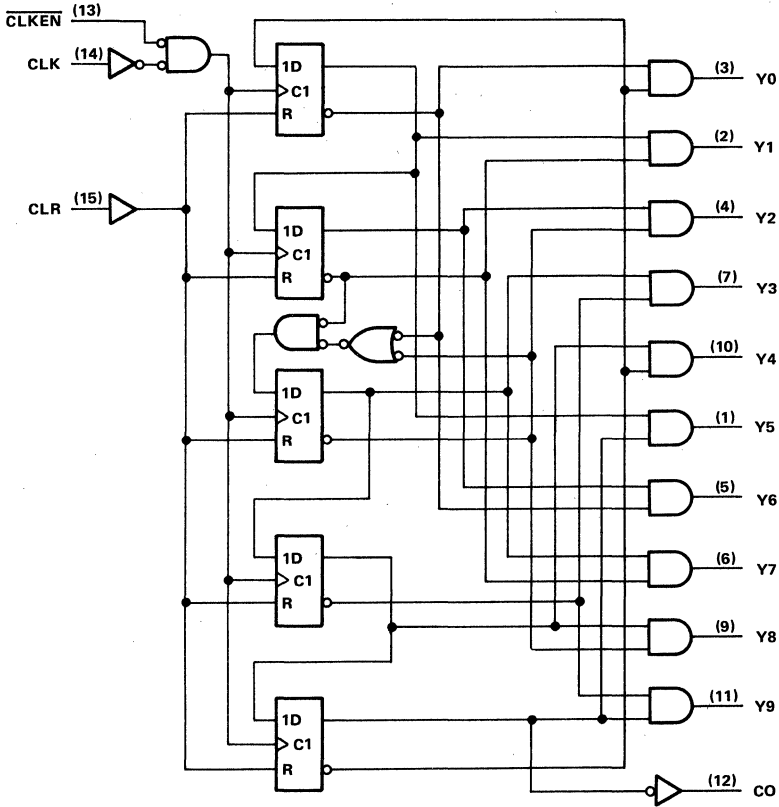 CLKEN (13)
CLK (14)
CLR (15)
1D
C1
R
1D
C1
R
1D
C1
R
1D
C1
R
1D
C1
R
(3) Y0
(2) Y1
(4) Y2
(7) Y3
(10) Y4
(1) Y5
(5) Y6
(6) Y7
(9) Y8
(11) Y9
(12) CO